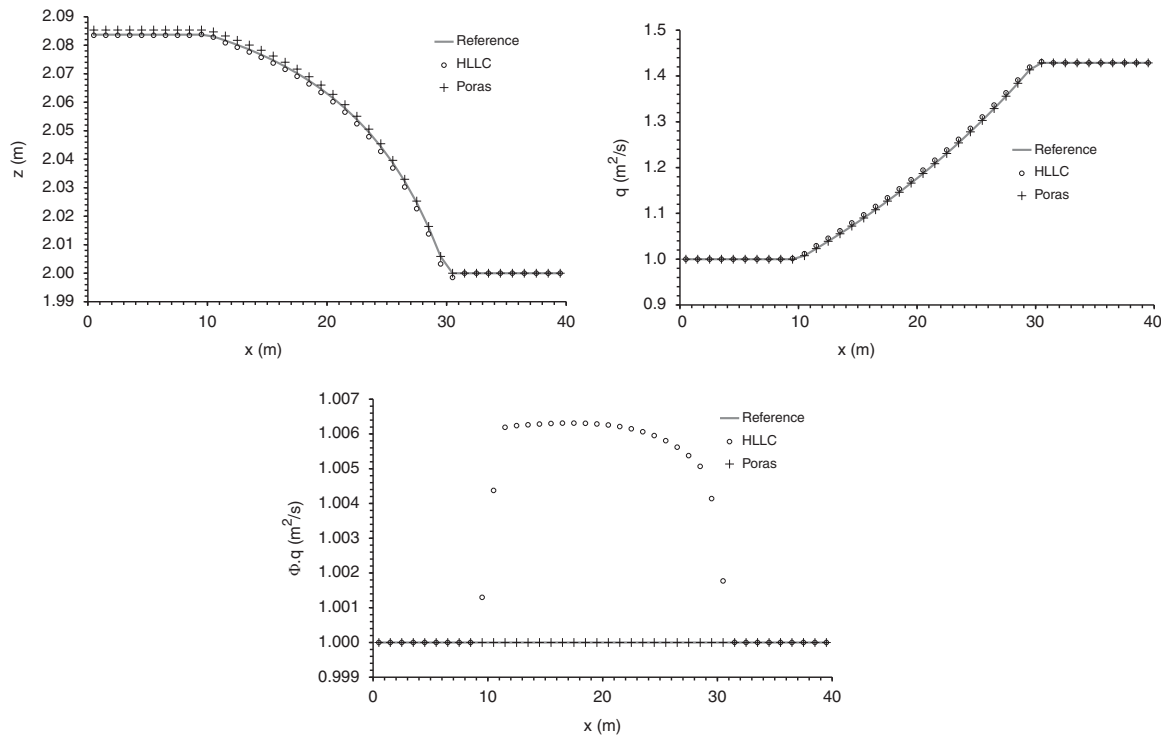 2.09
2.08
2.07
2.06
2.05
2.04
2.03
2.02
2.01
2.00
1.99
z (m)
0 10 20 30 40
x (m)
Reference
HLLC
Poras
1.5
1.4
1.3
1.2
1.1
1.0
0.9
q (m²/s)
0 10 20 30 40
x (m)
Reference
HLLC
Poras
1.007
1.006
1.005
1.004
1.003
1.002
1.001
1.000
0.999
Φ.q (m²/s)
0 10 20 30 40
x (m)
Reference
HLLC
Poras